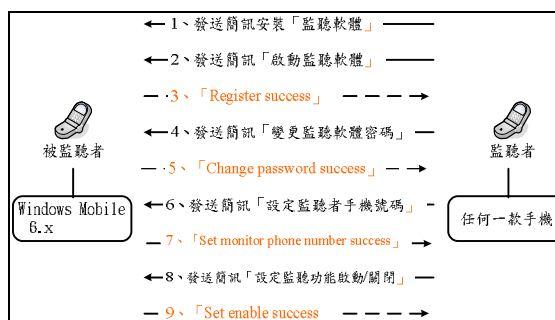 1、發送簡訊安裝「監聽軟體」
2、發送簡訊「啟動監聽軟體」
3、「Register success」
4、發送簡訊「變更監聽軟體密碼」
被監聽者
監聽者
5、「Change password success」
Windows Mobile
6.x
6、發送簡訊「設定監聽者手機號碼」
任何一款手機
7、「Set monitor phone number success」
8、發送簡訊「設定監聽功能啟動/關閉」
9、「Set enable success